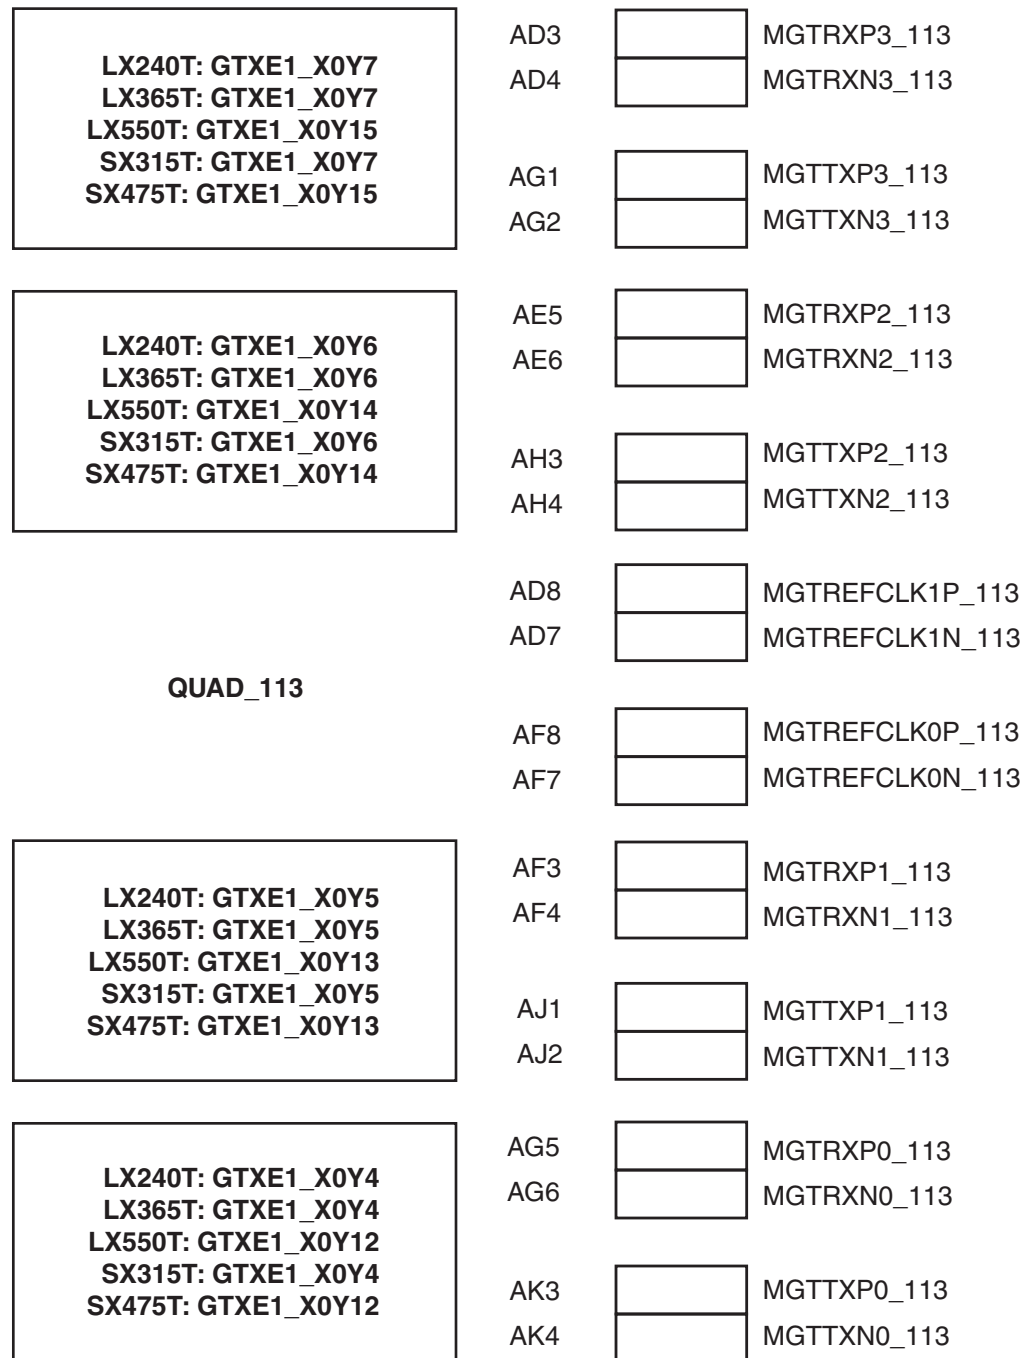 LX240T: GTXE1_X0Y7
LX365T: GTXE1_X0Y7
LX550T: GTXE1_X0Y15
SX315T: GTXE1_X0Y7
SX475T: GTXE1_X0Y15
AD3 MGTRXP3_113
AD4 MGTRXN3_113
AG1 MGTTXP3_113
AG2 MGTTXN3_113
LX240T: GTXE1_X0Y6
LX365T: GTXE1_X0Y6
LX550T: GTXE1_X0Y14
SX315T: GTXE1_X0Y6
SX475T: GTXE1_X0Y14
AE5 MGTRXP2_113
AE6 MGTRXN2_113
AH3 MGTTXP2_113
AH4 MGTTXN2_113
QUAD_113
AD8 MGTREFCLK1P_113
AD7 MGTREFCLK1N_113
AF8 MGTREFCLK0P_113
AF7 MGTREFCLK0N_113
LX240T: GTXE1_X0Y5
LX365T: GTXE1_X0Y5
LX550T: GTXE1_X0Y13
SX315T: GTXE1_X0Y5
SX475T: GTXE1_X0Y13
AF3 MGTRXP1_113
AF4 MGTRXN1_113
AJ1 MGTTXP1_113
AJ2 MGTTXN1_113
LX240T: GTXE1_X0Y4
LX365T: GTXE1_X0Y4
LX550T: GTXE1_X0Y12
SX315T: GTXE1_X0Y4
SX475T: GTXE1_X0Y12
AG5 MGTRXP0_113
AG6 MGTRXN0_113
AK3 MGTTXP0_113
AK4 MGTTXN0_113